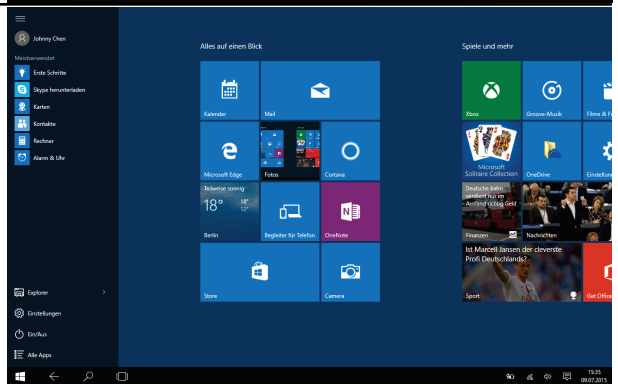 Johnny Chen
Meistverwendet
Erste Schritte
Skype herunterladen
Karten
Kontakte
Rechner
Alarm & Uhr
Explorer
Einstellungen
Ein/Aus
Alle Apps
Alles auf einen Blick
Kalender
Mail
Microsoft Edge
Fotos
Cortana
Teilweise sonnig
18°
18°
12°
Berlin
Begleiter für Telefon
OneNote
Store
Camera
Spiele und mehr
Xbox
Groove-Musik
Filme & F
Microsoft
Solitaire Collection
OneDrive
Einstellun
Deutsche Bahn
verdient nur im
Ausland richtig Geld
Finanzen
Nachrichten
Ist Marcel Jansen der cleverste
Profi Deutschlands?
Sport
Get Office
15:35
09.07.2015